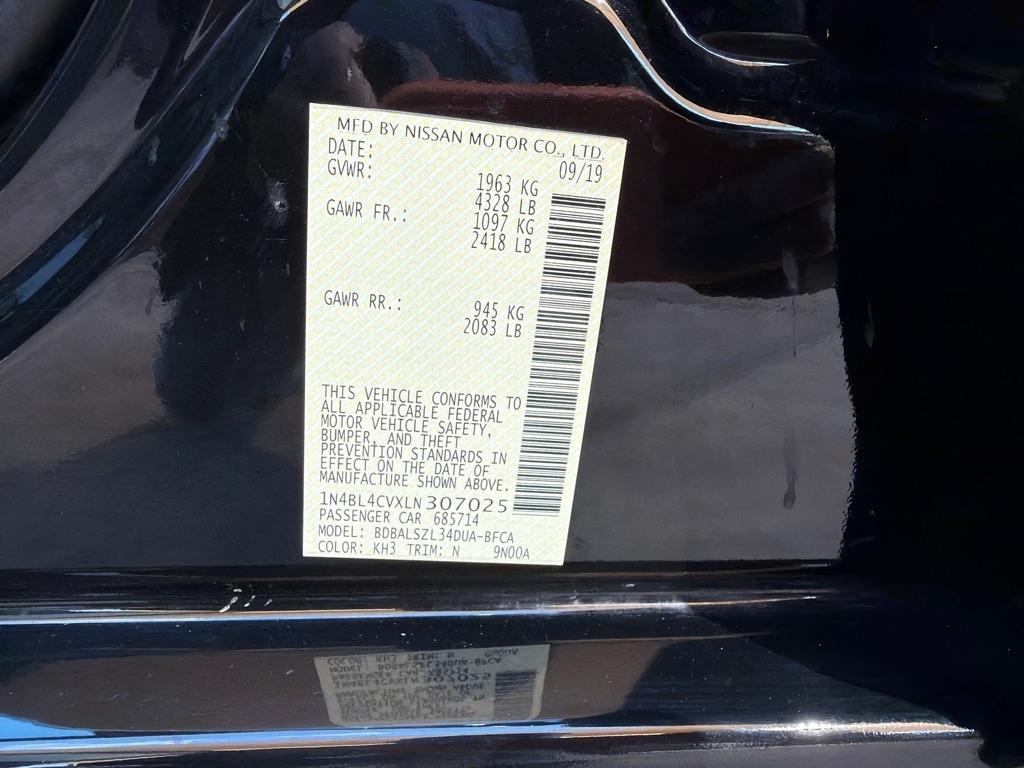 MFD BY NISSAN MOTOR CO., LTD.
DATE: 09/19
GVWR: 1963 KG
4328 LB
GAWR FR.: 1097 KG
2418 LB
GAWR RR.: 945 KG
2083 LB
THIS VEHICLE CONFORMS TO
ALL APPLICABLE FEDERAL
MOTOR VEHICLE SAFETY,
BUMPER, AND THEFT
PREVENTION STANDARDS IN
EFFECT ON THE DATE OF
MANUFACTURE SHOWN ABOVE.
1N4BL4CVXLN307025
PASSENGER CAR 685714
MODEL: BDBALSZL34DUA-BFCA
COLOR: KH3 TRIM: N 9N00A